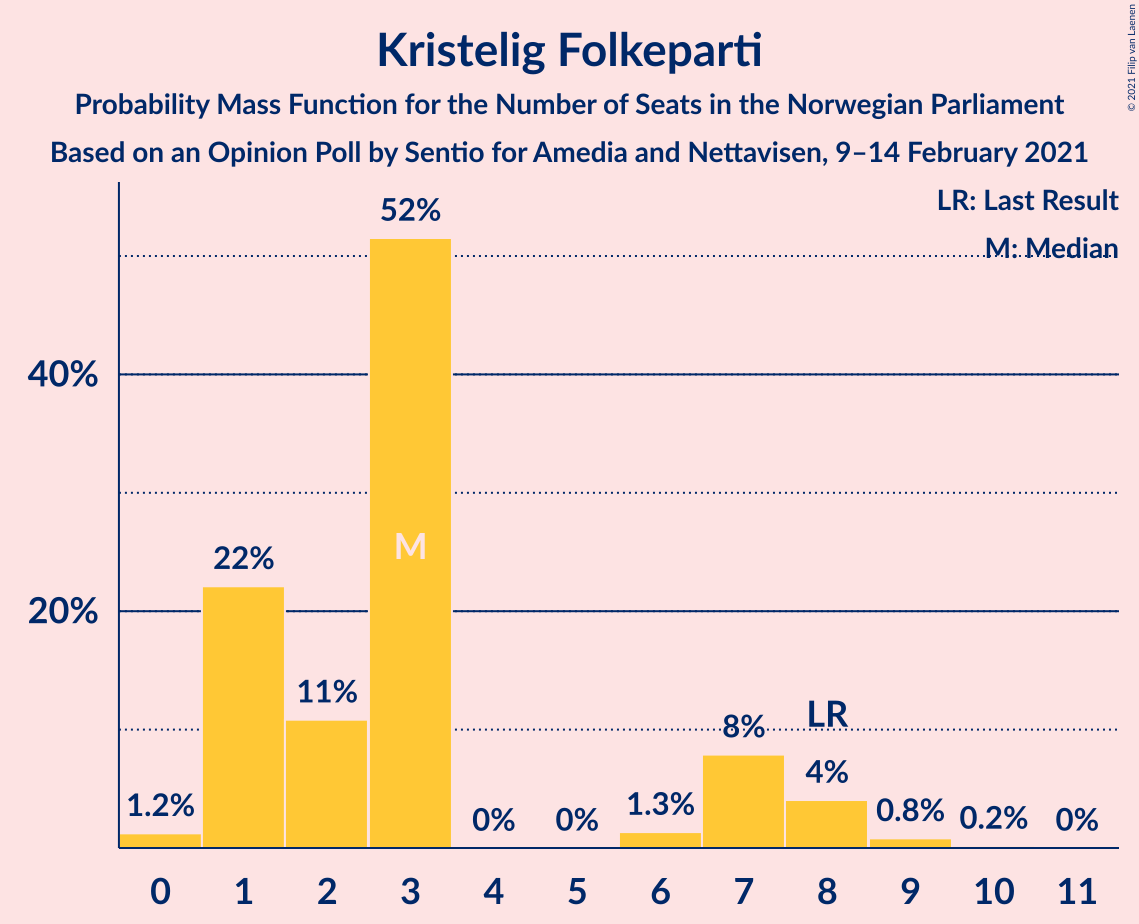 Kristelig Folkeparti
Probability Mass Function for the Number of Seats in the Norwegian Parliament
Based on an Opinion Poll by Sentio for Amedia and Nettavisen, 9–14 February 2021
© 2021 Filip van Laenen
LR: Last Result
M: Median
52%
40%
M
22%
20%
11%
LR
8%
4%
1.2%
0%
0%
1.3%
0.8%
0.2%
0%
0 1 2 3 4 5 6 7 8 9 10 11